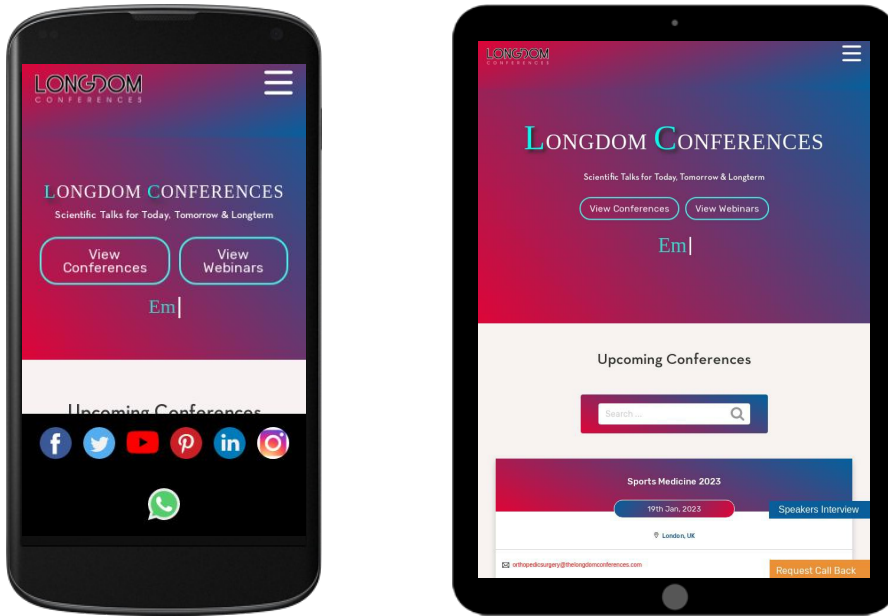 LONGDOM
CONFERENCES
LONGDOM CONFERENCES
Scientific Talks for Today, Tomorrow & Longterm
View Conferences
View Webinars
Em
Upcoming Conferences
LONGDOM
CONFERENCES
LONGDOM CONFERENCES
Scientific Talks for Today, Tomorrow & Longterm
View Conferences
View Webinars
Em
Upcoming Conferences
Search....
Sports Medicine 2023
19th Jan, 2023
Speakers Interview
London, UK
orthopedicsurgery@thelongdomconferences.com
Request Call Back